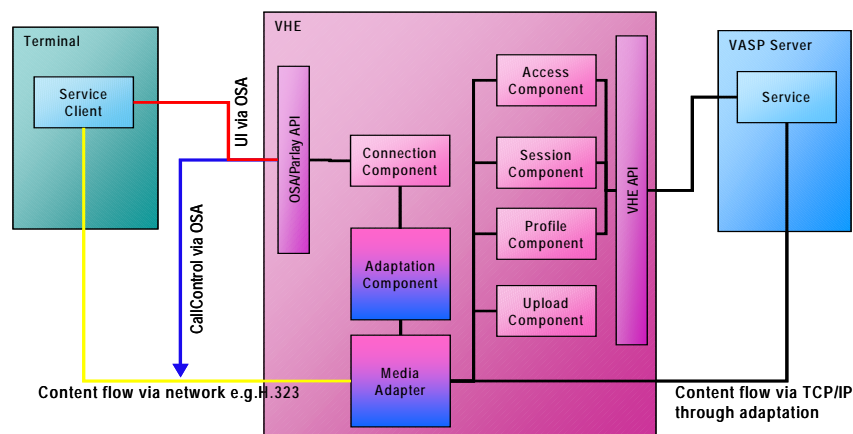 Terminal
Service
Client
UI via OSA
CallControl via OSA
VHE
OSA/Parlay API
Connection
Component
Adaptation
Component
Media
Adapter
Access
Component
Session
Component
Profile
Component
Upload
Component
VHE API
VASP Server
Service
Content flow via network e.g.H.323
Content flow via TCP/IP
through adaptation